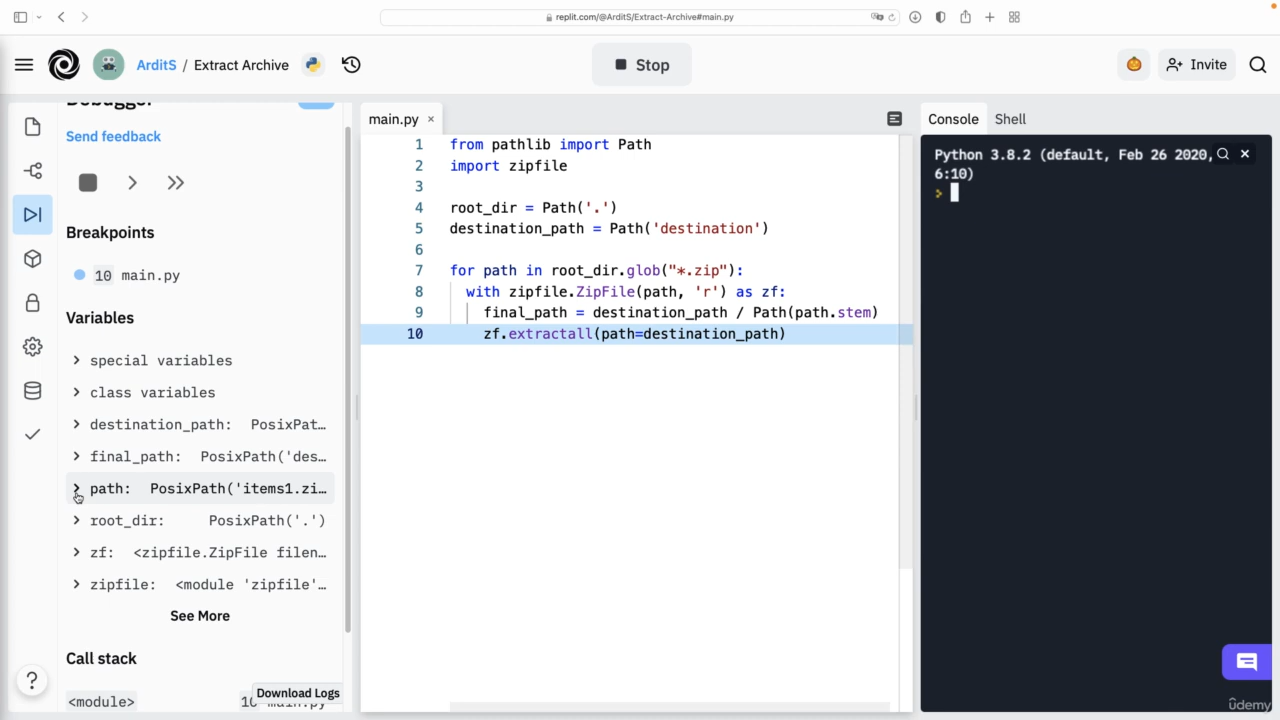 replit.com/@ArditS/Extract-Archive#main.py
ArditS / Extract Archive
Stop
Invite
Debugger
Send feedback
Breakpoints
10 main.py
Variables
special variables
class variables
destination_path: PosixPat…
final_path: PosixPath('des…
path: PosixPath('items1.zi…
root_dir: PosixPath('.')
zf: <zipfile.ZipFile filen…
zipfile: <module 'zipfile'…
See More
Call stack
<module> 10 main.py
Download Logs
?
main.py ×
1 from pathlib import Path
2 import zipfile
3
4 root_dir = Path('.')
5 destination_path = Path('destination')
6
7 for path in root_dir.glob("*.zip"):
8 with zipfile.ZipFile(path, 'r') as zf:
9 final_path = destination_path / Path(path.stem)
10 zf.extractall(path=destination_path)
Console Shell
Python 3.8.2 (default, Feb 26 2020,
6:10)
>
ûdemy